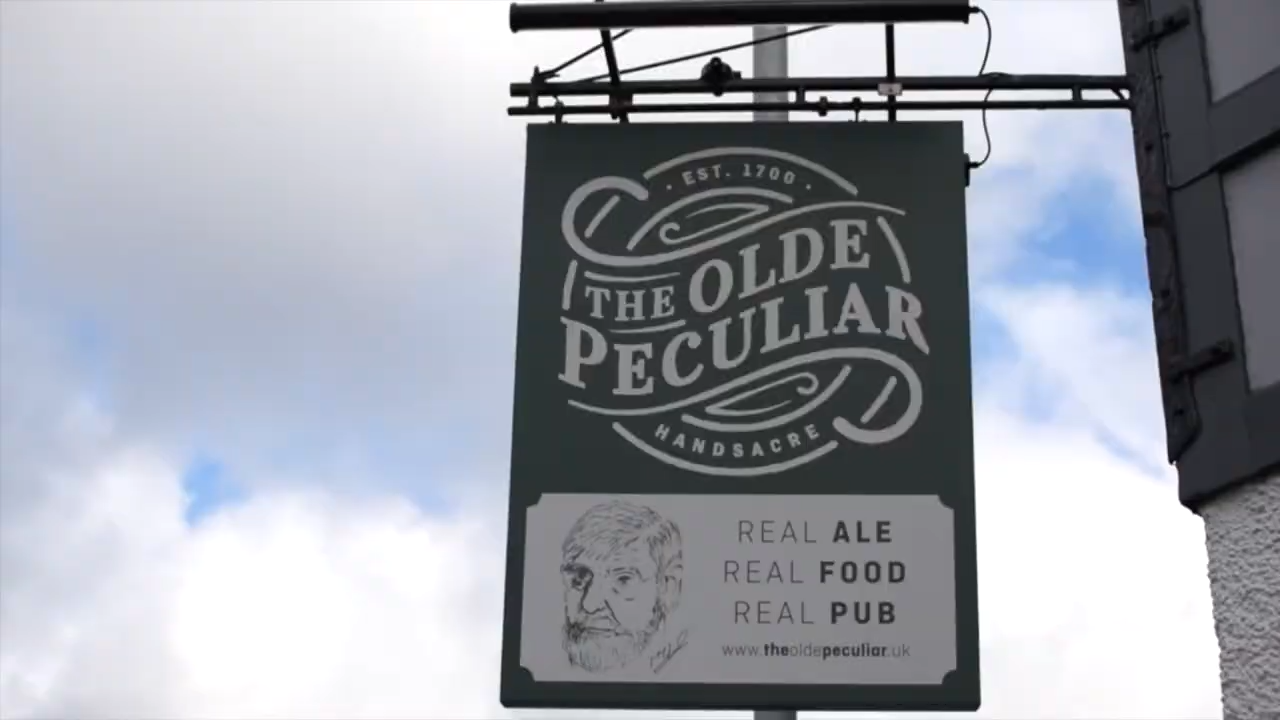 · EST. 1700 ·
THE OLDE
PECULIAR
HANDSACRE
REAL ALE
REAL FOOD
REAL PUB
www.theoldepeculiar.uk